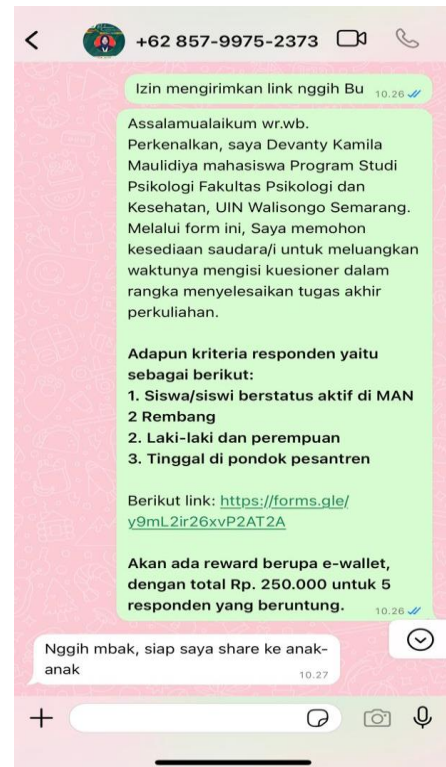 +62 857-9975-2373
Izin mengirimkan link nggih Bu 10.26
Assalamualaikum wr.wb.
Perkenalkan, saya Devanty Kamila
Maulidiya mahasiswa Program Studi
Psikologi Fakultas Psikologi dan
Kesehatan, UIN Walisongo Semarang.
Melalui form ini, Saya memohon
kesediaan saudara/i untuk meluangkan
waktunya mengisi kuesioner dalam
rangka menyelesaikan tugas akhir
perkuliahan.
Adapun kriteria responden yaitu
sebagai berikut:
1. Siswa/siswi berstatus aktif di MAN
2 Rembang
2. Laki-laki dan perempuan
3. Tinggal di pondok pesantren
Berikut link: https://forms.gle/
y9mL2ir26xvP2AT2A
Akan ada reward berupa e-wallet,
dengan total Rp. 250.000 untuk 5
responden yang beruntung. 10.26
Nggih mbak, siap saya share ke anak-
anak 10.27